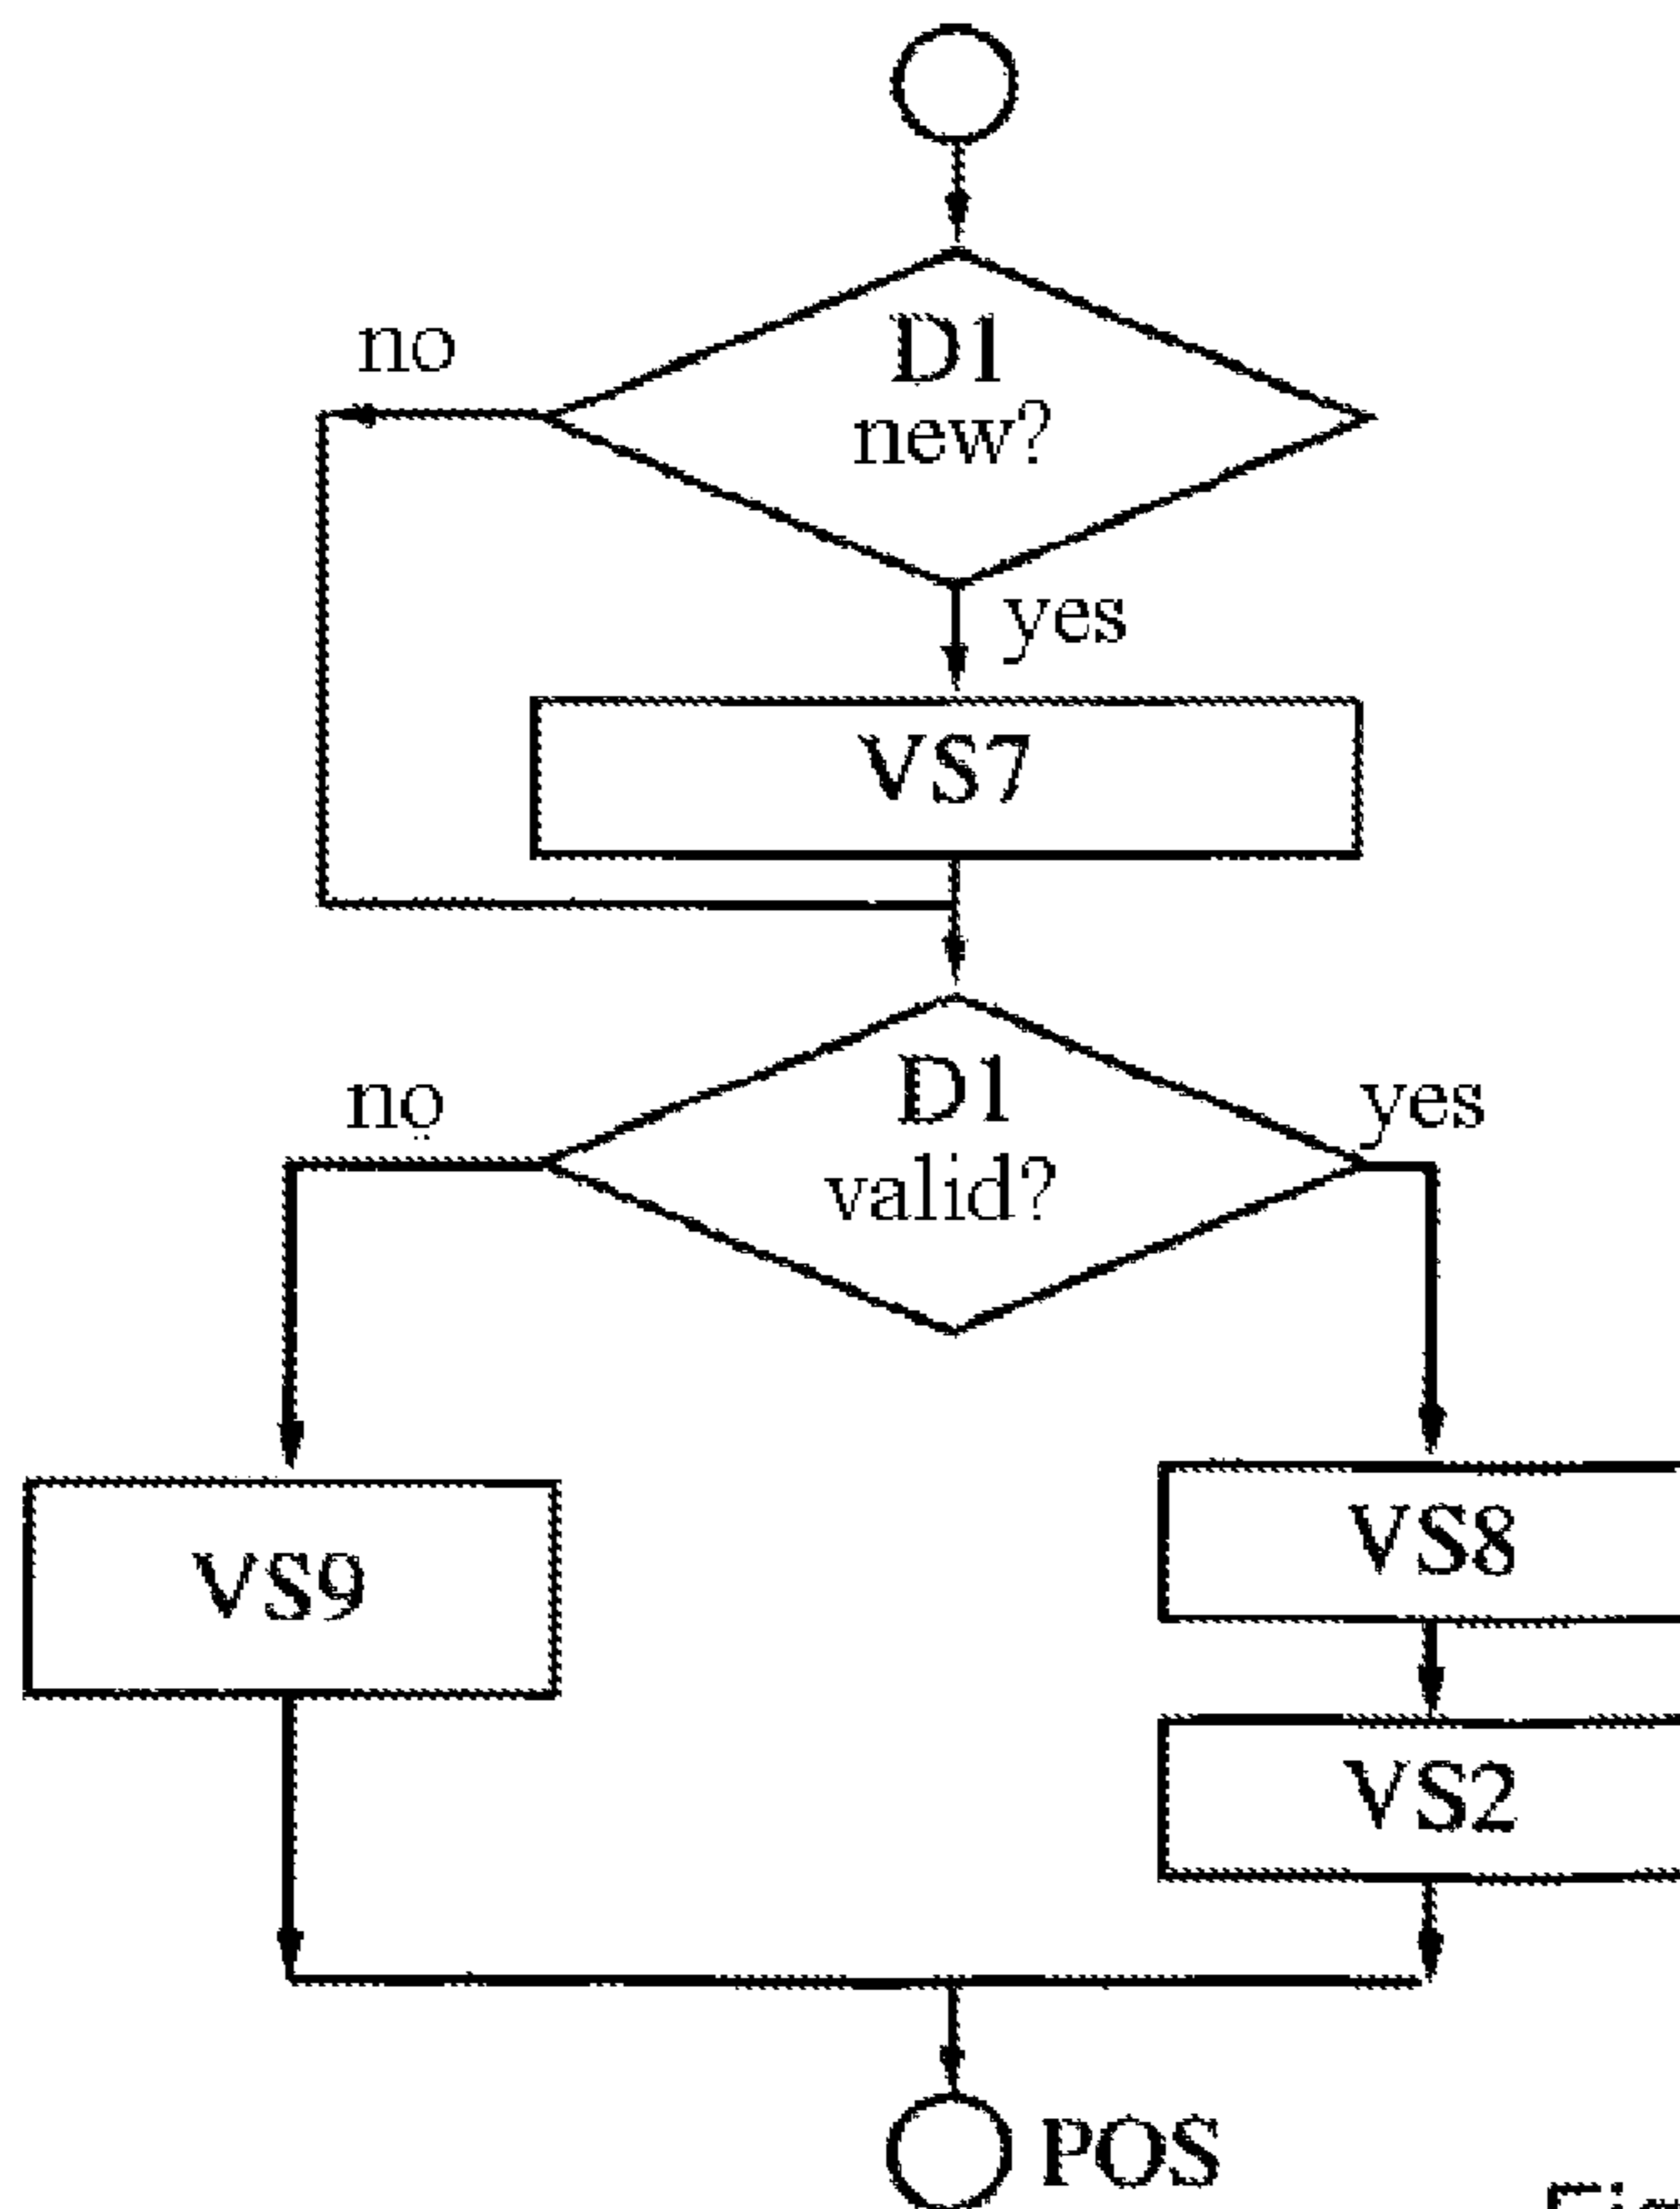 D1
no
new?
yes
VS7
D1
no
yes
valid?
VS8
VS9
VS2
POS